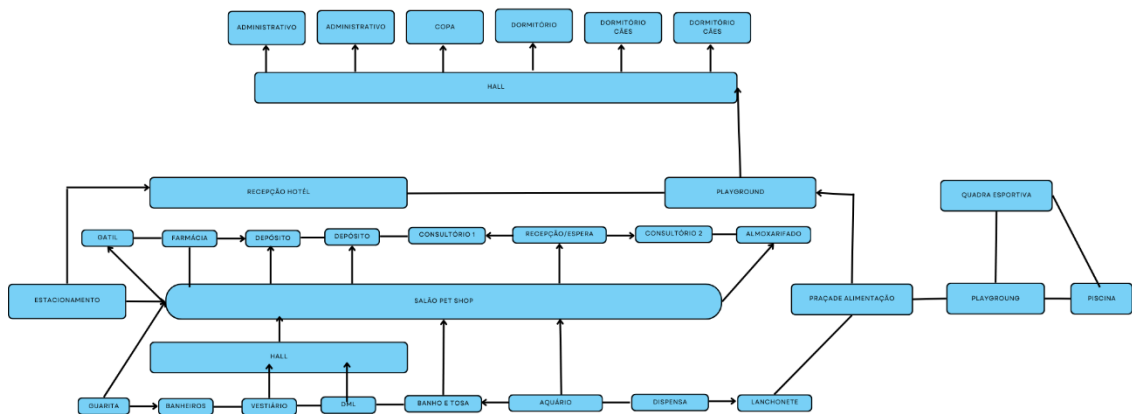 ADMINISTRATIVO
ADMINISTRATIVO
COPA
DORMITÓRIO
DORMITÓRIO
CÃES
DORMITÓRIO
CÃES
HALL
RECEPÇÃO HOTÉL
PLAYGROUND
QUADRA ESPORTIVA
GATIL
FARMÁCIA
DEPÓSITO
DEPÓSITO
CONSULTÓRIO 1
RECEPÇÃO/ESPERA
CONSULTÓRIO 2
ALMOXARIFADO
ESTACIONAMENTO
SALÃO PET SHOP
PRAÇADE ALIMENTAÇÃO
PLAYGROUNG
PISCINA
HALL
GUARITA
BANHEIROS
VESTIÁRIO
DML
BANHO E TOSA
AQUÁRIO
DISPENSA
LANCHONETE